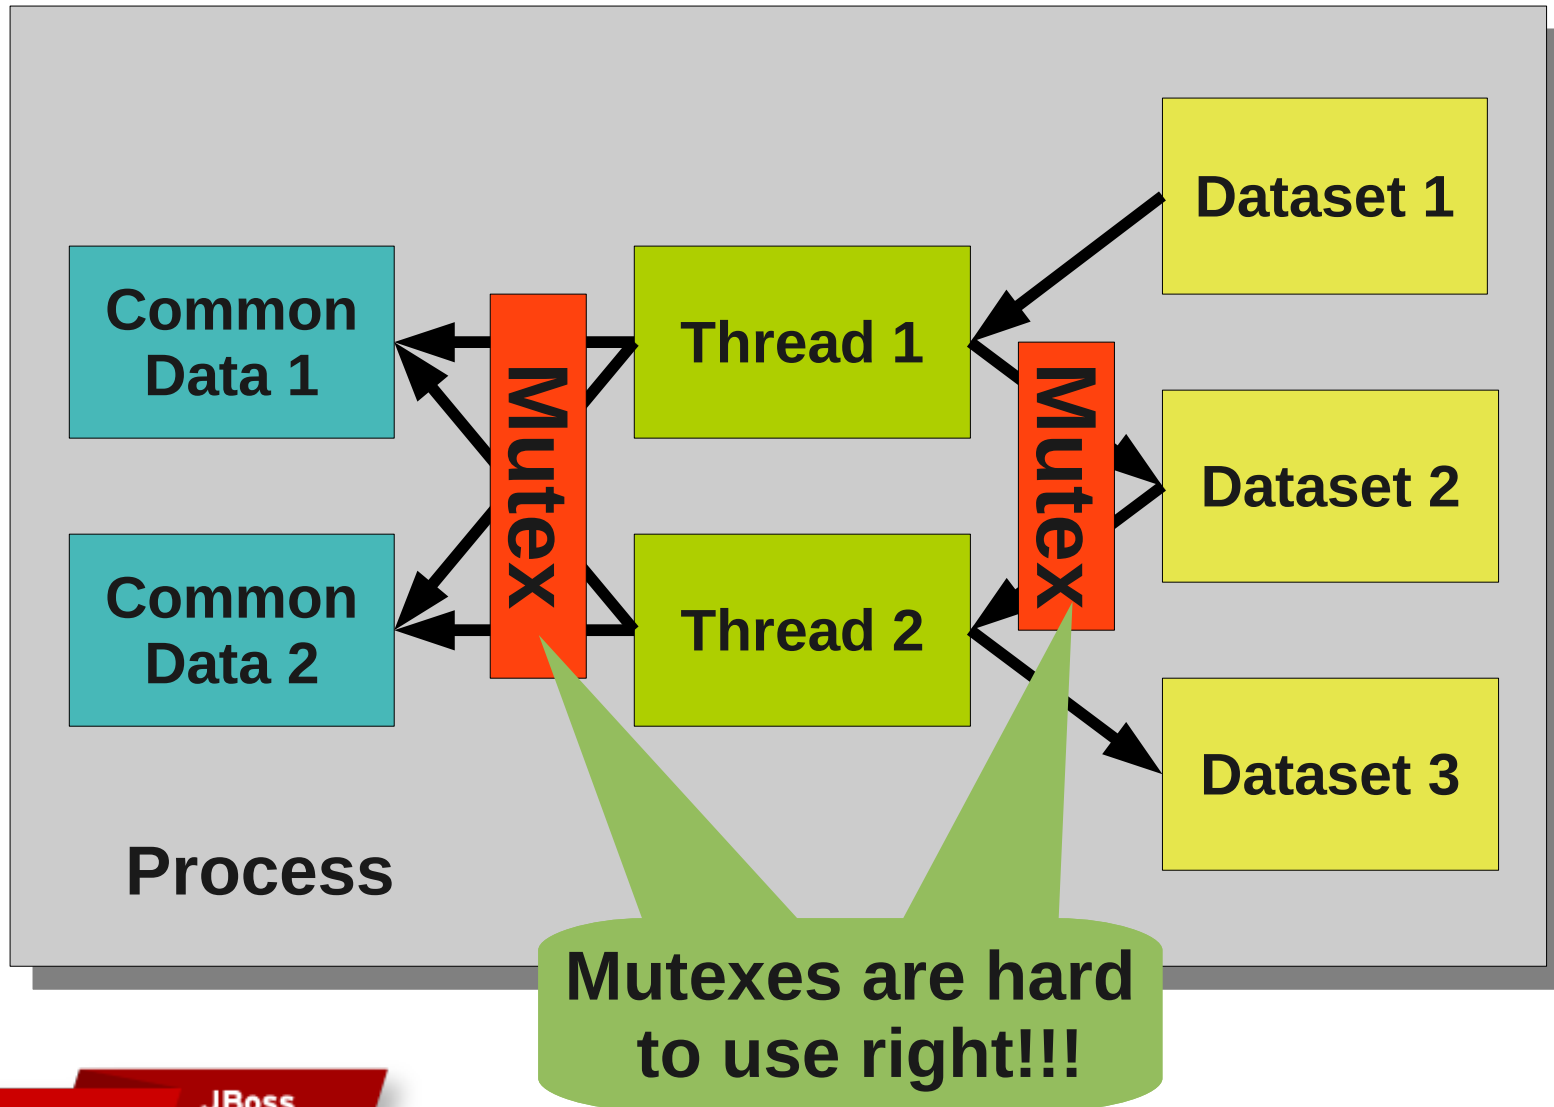 Dataset 1
Common
Data 1
Thread 1
Mutex
Mutex
Dataset 2
Common
Data 2
Thread 2
Dataset 3
Process
Mutexes are hard
to use right!!!
JBoss